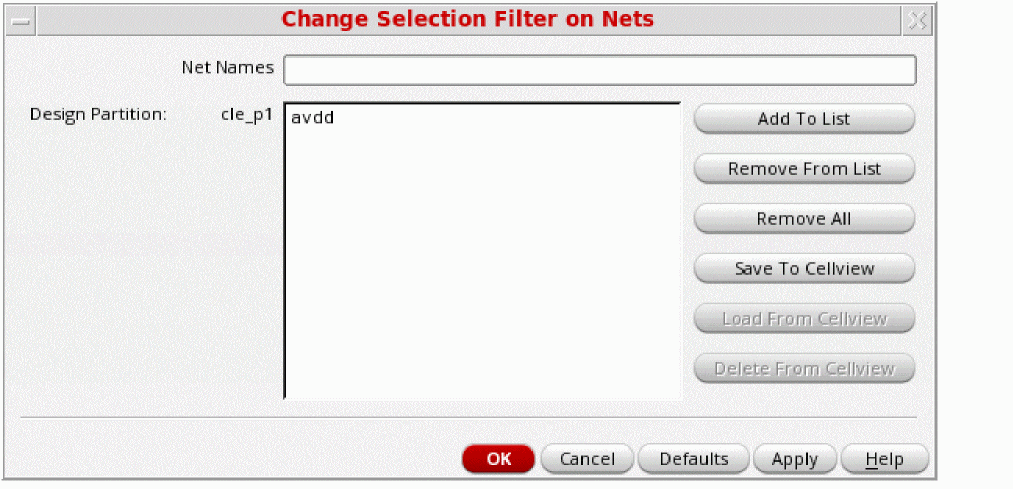 Change Selection Filter on Nets
Net Names
Design Partition: cle_p1
avdd
Add To List
Remove From List
Remove All
Save To Cellview
Load From Cellview
Delete From Cellview
OK Cancel Defaults Apply Help